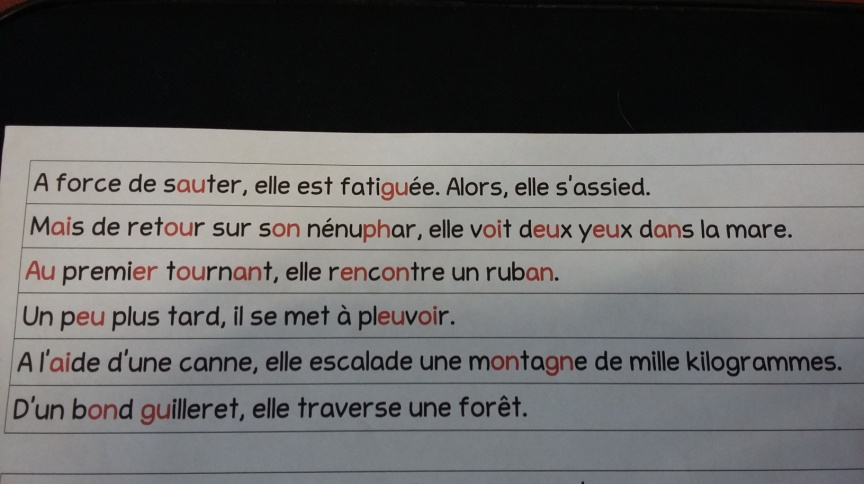 A force de sauter, elle est fatiguée. Alors, elle s'assied.
Mais de retour sur son nénuphar, elle voit deux yeux dans la mare.
Au premier tournant, elle rencontre un ruban.
Un peu plus tard, il se met à pleuvoir.
A l'aide d'une canne, elle escalade une montagne de mille kilogrammes.
D'un bond guilleret, elle traverse une forêt.